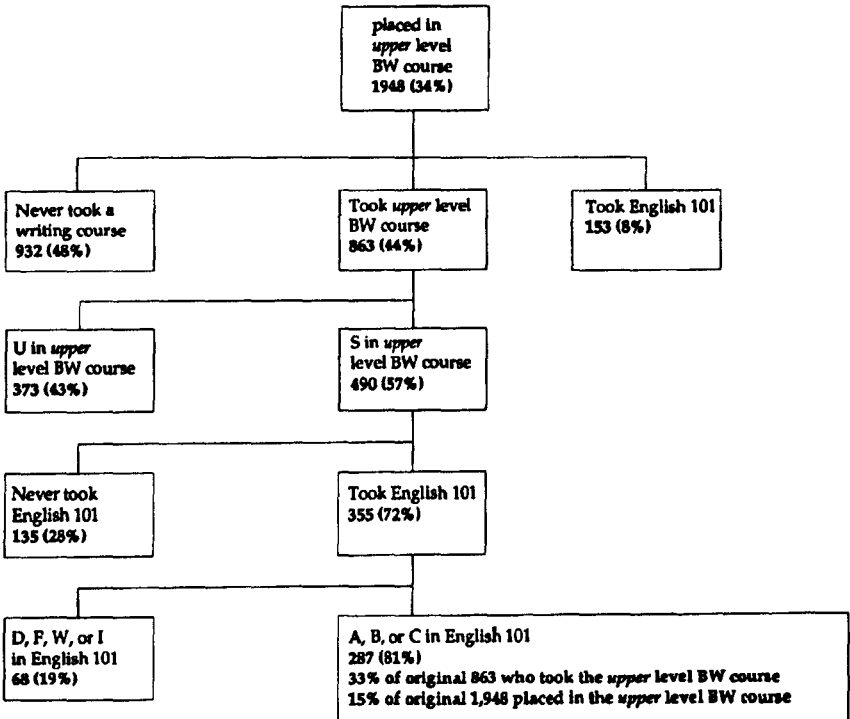 placed in
upper level
BW course
1948 (34%)
Never took a
writing course
932 (48%)
Took upper level
BW course
863 (44%)
Took English 101
153 (8%)
U in upper
level BW course
373 (43%)
S in upper
level BW course
490 (57%)
Never took
English 101
135 (28%)
Took English 101
355 (72%)
D, F, W, or I
in English 101
68 (19%)
A, B, or C in English 101
287 (81%)
33% of original 863 who took the upper level BW course
15% of original 1,948 placed in the upper level BW course